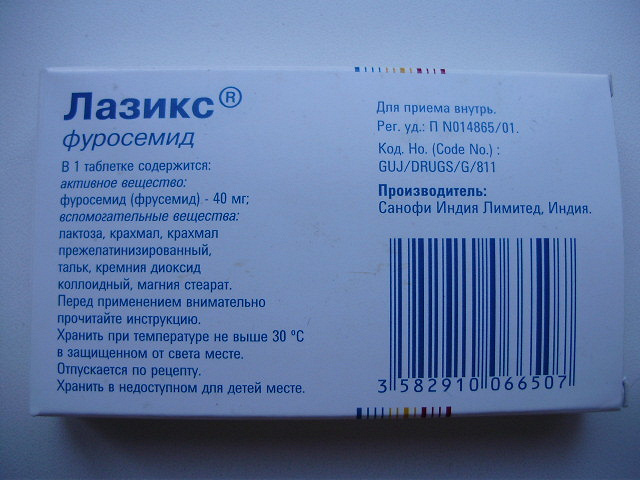 Лазикс®
фуросемид
В 1 таблетке содержится:
активное вещество:
фуросемид (фрусемид) - 40 мг;
вспомогательные вещества:
лактоза, крахмал, крахмал
прежелатинизированный,
тальк, кремния диоксид
коллоидный, магния стеарат.
Перед применением внимательно
прочитайте инструкцию.
Хранить при температуре не выше 30 °С
в защищенном от света месте.
Отпускается по рецепту.
Хранить в недоступном для детей месте.
Для приема внутрь.
Рег. уд.: П N014865/01.
Код. Но. (Code No.) :
GUJ/DRUGS/G/811
Производитель:
Санофи Индия Лимитед, Индия.
3 582910 066507